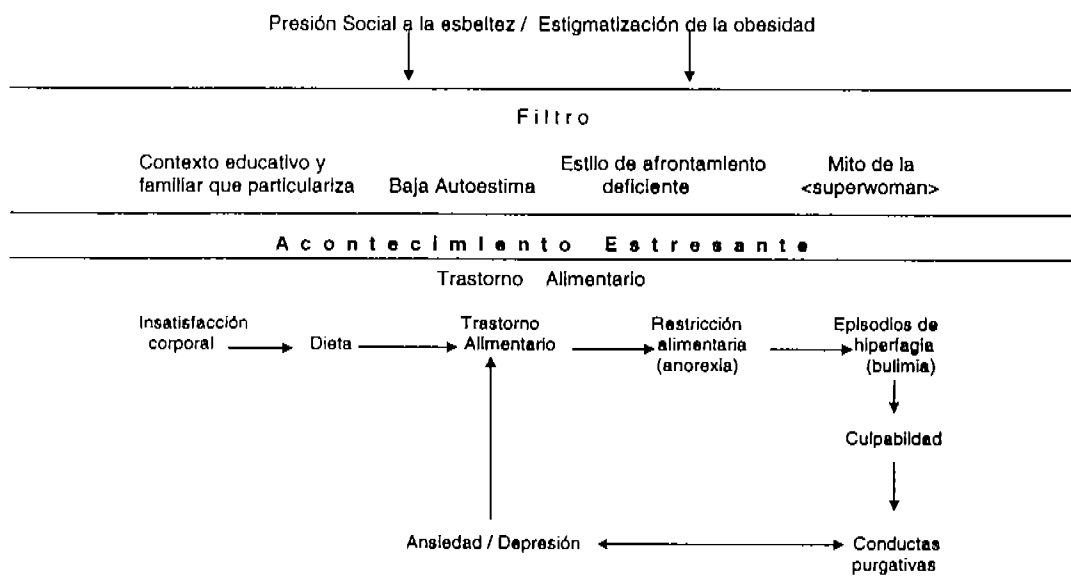 Presión Social a la esbeltez / Estigmatización de la obesidad
Filtro
Contexto educativo y
familiar que particulariza
Baja Autoestima
Estilo de afrontamiento
deficiente
Mito de la
<superwoman>
Acontecimiento Estresante
Trastorno Alimentario
Insatisfacción
corporal
Dieta
Trastorno
Alimentario
Restricción
alimentaria
(anorexia)
Episodios de
hiperfagia
(bulimia)
Culpabildad
Ansiedad / Depresión
Conductas
purgativas